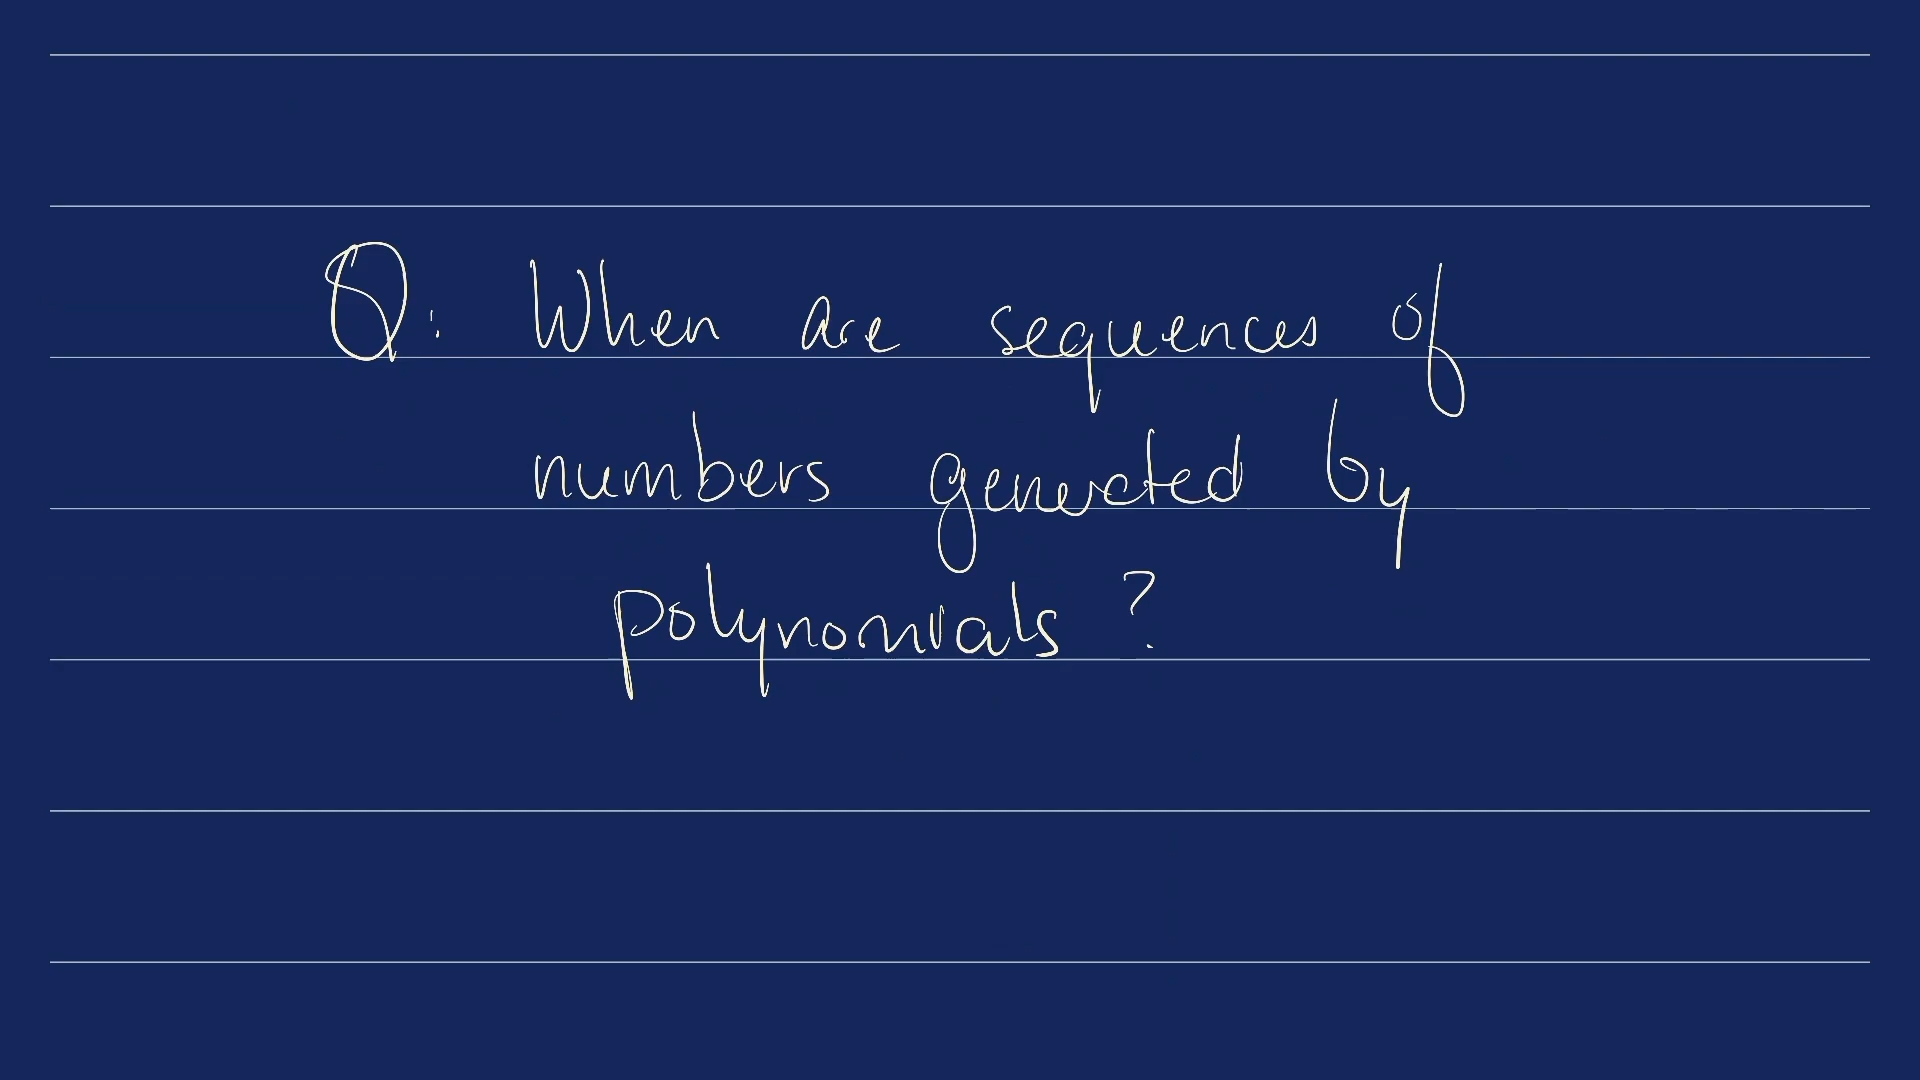 Q: When are sequences of
numbers generated by
polynomials?